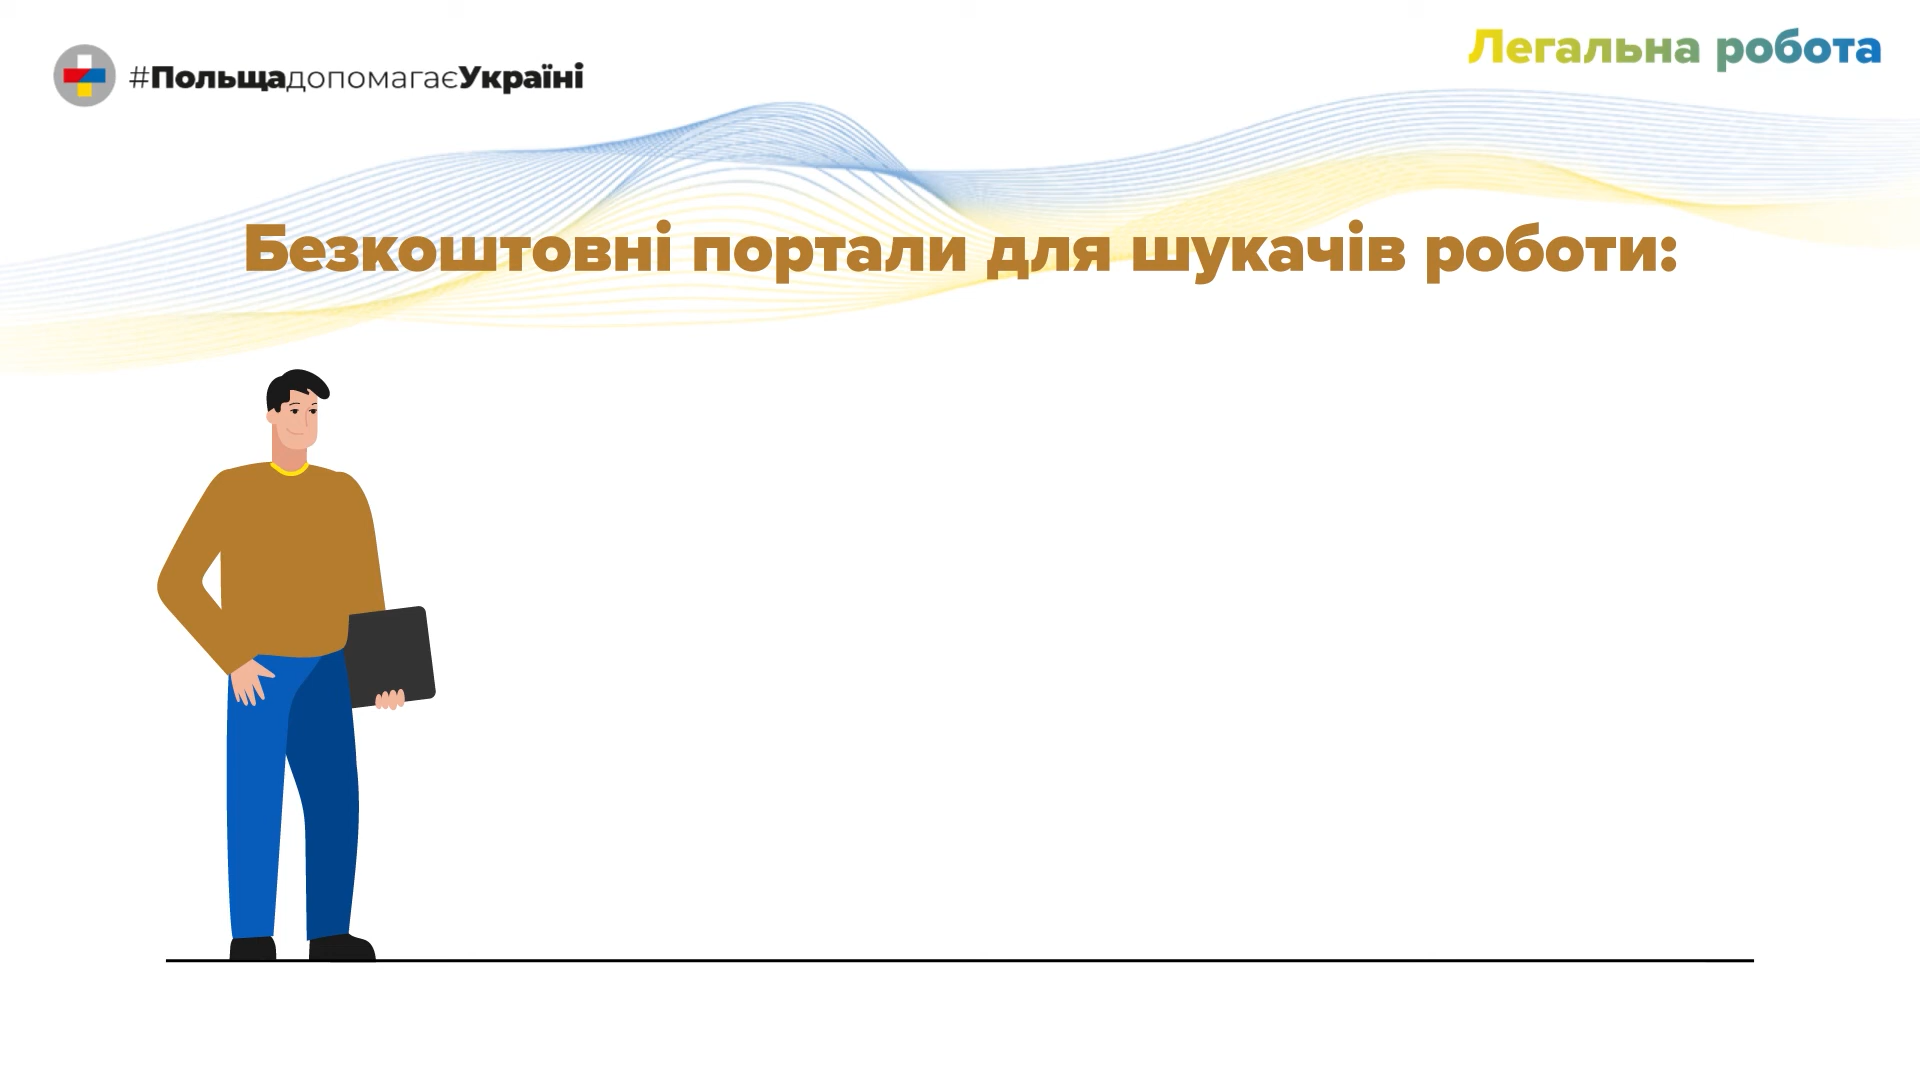 #ПольщадопомагаєУкраїні
Легальна робота
Безкоштовні портали для шукачів роботи: